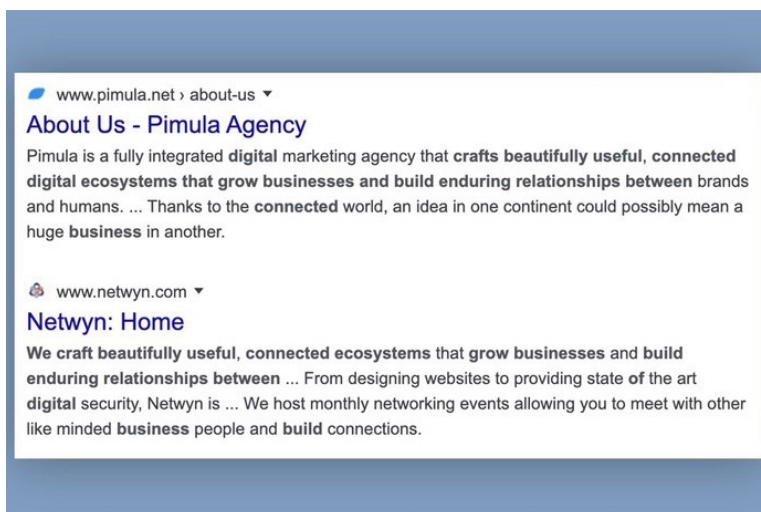 www.pimula.net › about-us
About Us - Pimula Agency
Pimula is a fully integrated digital marketing agency that crafts beautifully useful, connected
digital ecosystems that grow businesses and build enduring relationships between brands
and humans. ... Thanks to the connected world, an idea in one continent could possibly mean a
huge business in another.
www.netwyn.com
Netwyn: Home
We craft beautifully useful, connected ecosystems that grow businesses and build
enduring relationships between ... From designing websites to providing state of the art
digital security, Netwyn is ... We host monthly networking events allowing you to meet with other
like minded business people and build connections.